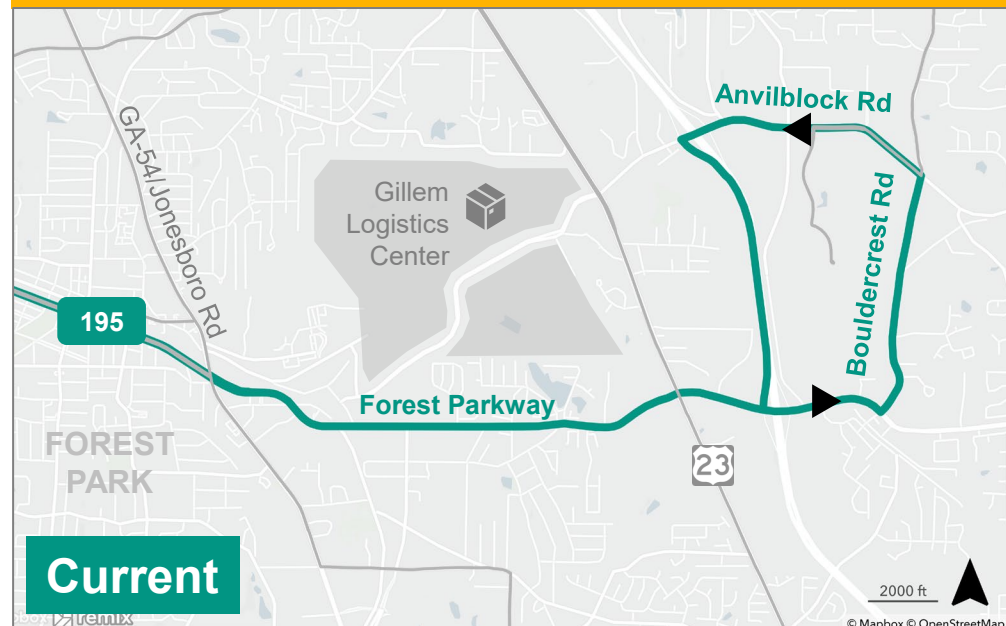 Anvilblock Rd
GA-54/Jonesboro Rd
Gillem
Logistics
Center
Bouldercrest Rd
195
Forest Parkway
FOREST
PARK
23
Current
2000 ft
remix
© Mapbox © OpenStreetMap